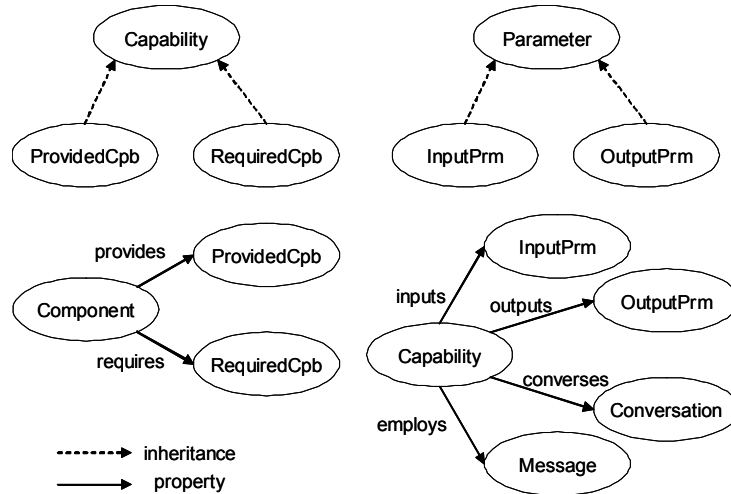 Capability
Parameter
ProvidedCpb
RequiredCpb
InputPrm
OutputPrm
provides
ProvidedCpb
Component
requires
RequiredCpb
InputPrm
inputs
outputs
OutputPrm
Capability
converses
Conversation
employs
Message
inheritance
property